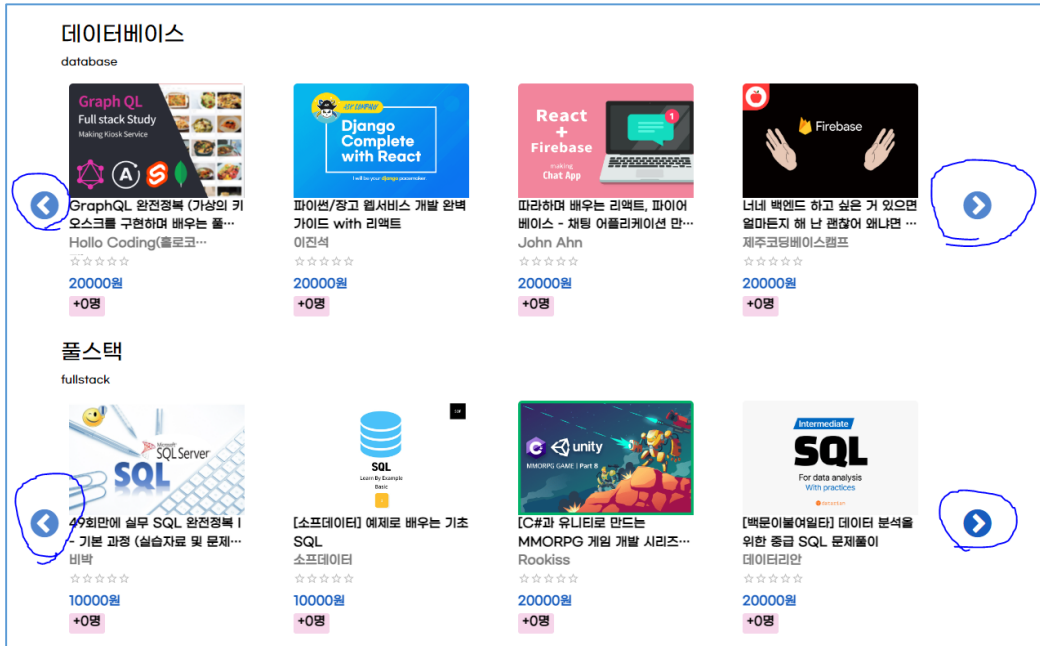 데이터베이스
database
Graph QL
Full stack Study
Making Kiosk Service
GraphQL 완전정복 (가상의 키
오스크를 구현하며 배우는 풀…
Hollo Coding(홀로코…
☆☆☆☆☆
20000원
+0명
Django
Complete
with React
I will be your django pacemaker
파이썬/장고 웹서비스 개발 완벽
가이드 with 리액트
이진석
☆☆☆☆☆
20000원
+0명
React
+
Firebase
making
Chat App
1
따라하며 배우는 리액트, 파이어
베이스 - 채팅 어플리케이션 만…
John Ahn
☆☆☆☆☆
20000원
+0명
Firebase
너네 백엔드 하고 싶은 거 있으면
얼마든지 해 난 괜찮어 왜냐면 …
제주코딩베이스캠프
☆☆☆☆☆
20000원
+0명
풀스택
fullstack
Microsoft
SQL Server
SQL
49회만에 실무 SQL 완전정복 I
- 기본 과정 (실습자료 및 문제…
비박
☆☆☆☆☆
10000원
+0명
SQL
Learn By Example
Basic
[소프데이터] 예제로 배우는 기초
SQL
소프데이터
☆☆☆☆☆
10000원
+0명
unity
MMORPG GAME | Part 8
[C#과 유니티로 만드는
MMORPG 게임 개발 시리즈…
Rookiss
☆☆☆☆☆
20000원
+0명
Intermediate
SQL
For data analysis
With practices
datarian
[백문이불여일타] 데이터 분석을
위한 중급 SQL 문제풀이
데이터리안
☆☆☆☆☆
20000원
+0명